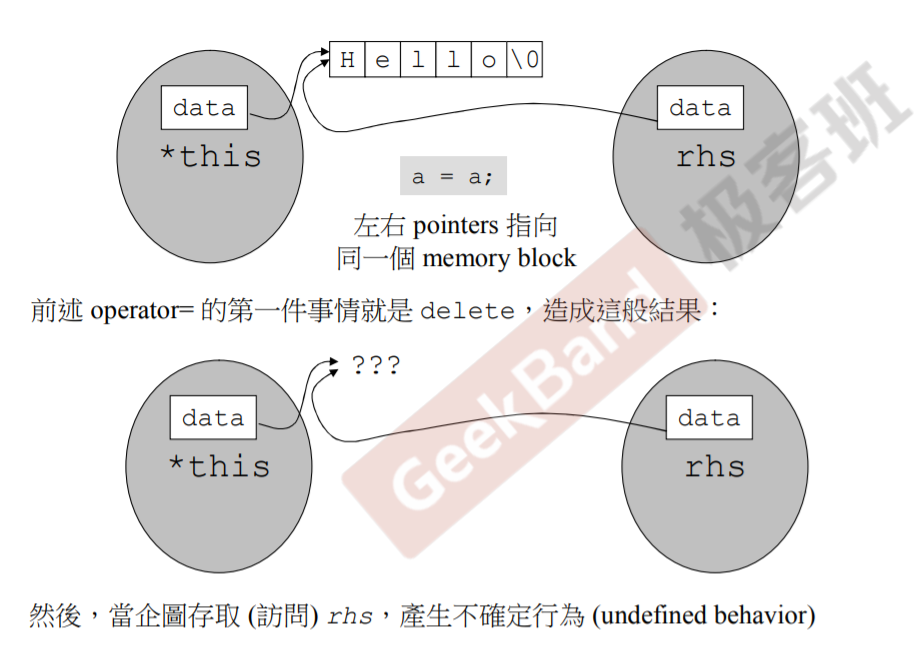 H e l l o \0
data
*this
data
rhs
a = a;
左右 pointers 指向
同一個 memory block
前述 operator= 的第一件事情就是 delete，造成這般結果：
???
data
*this
data
rhs
然後，當企圖存取 (訪問) rhs，產生不確定行為 (undefined behavior)
GeekBand 极客班